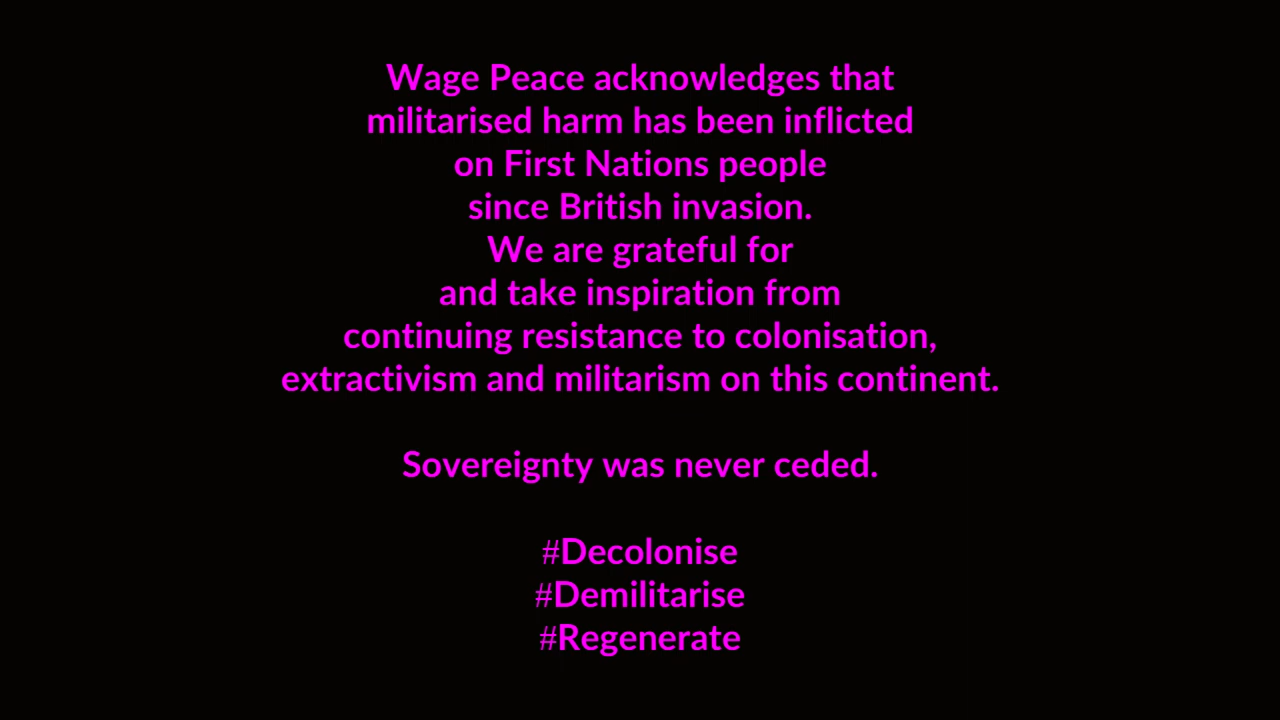 Wage Peace acknowledges that
militarised harm has been inflicted
on First Nations people
since British invasion.
We are grateful for
and take inspiration from
continuing resistance to colonisation,
extractivism and militarism on this continent.
Sovereignty was never ceded.
#Decolonise
#Demilitarise
#Regenerate